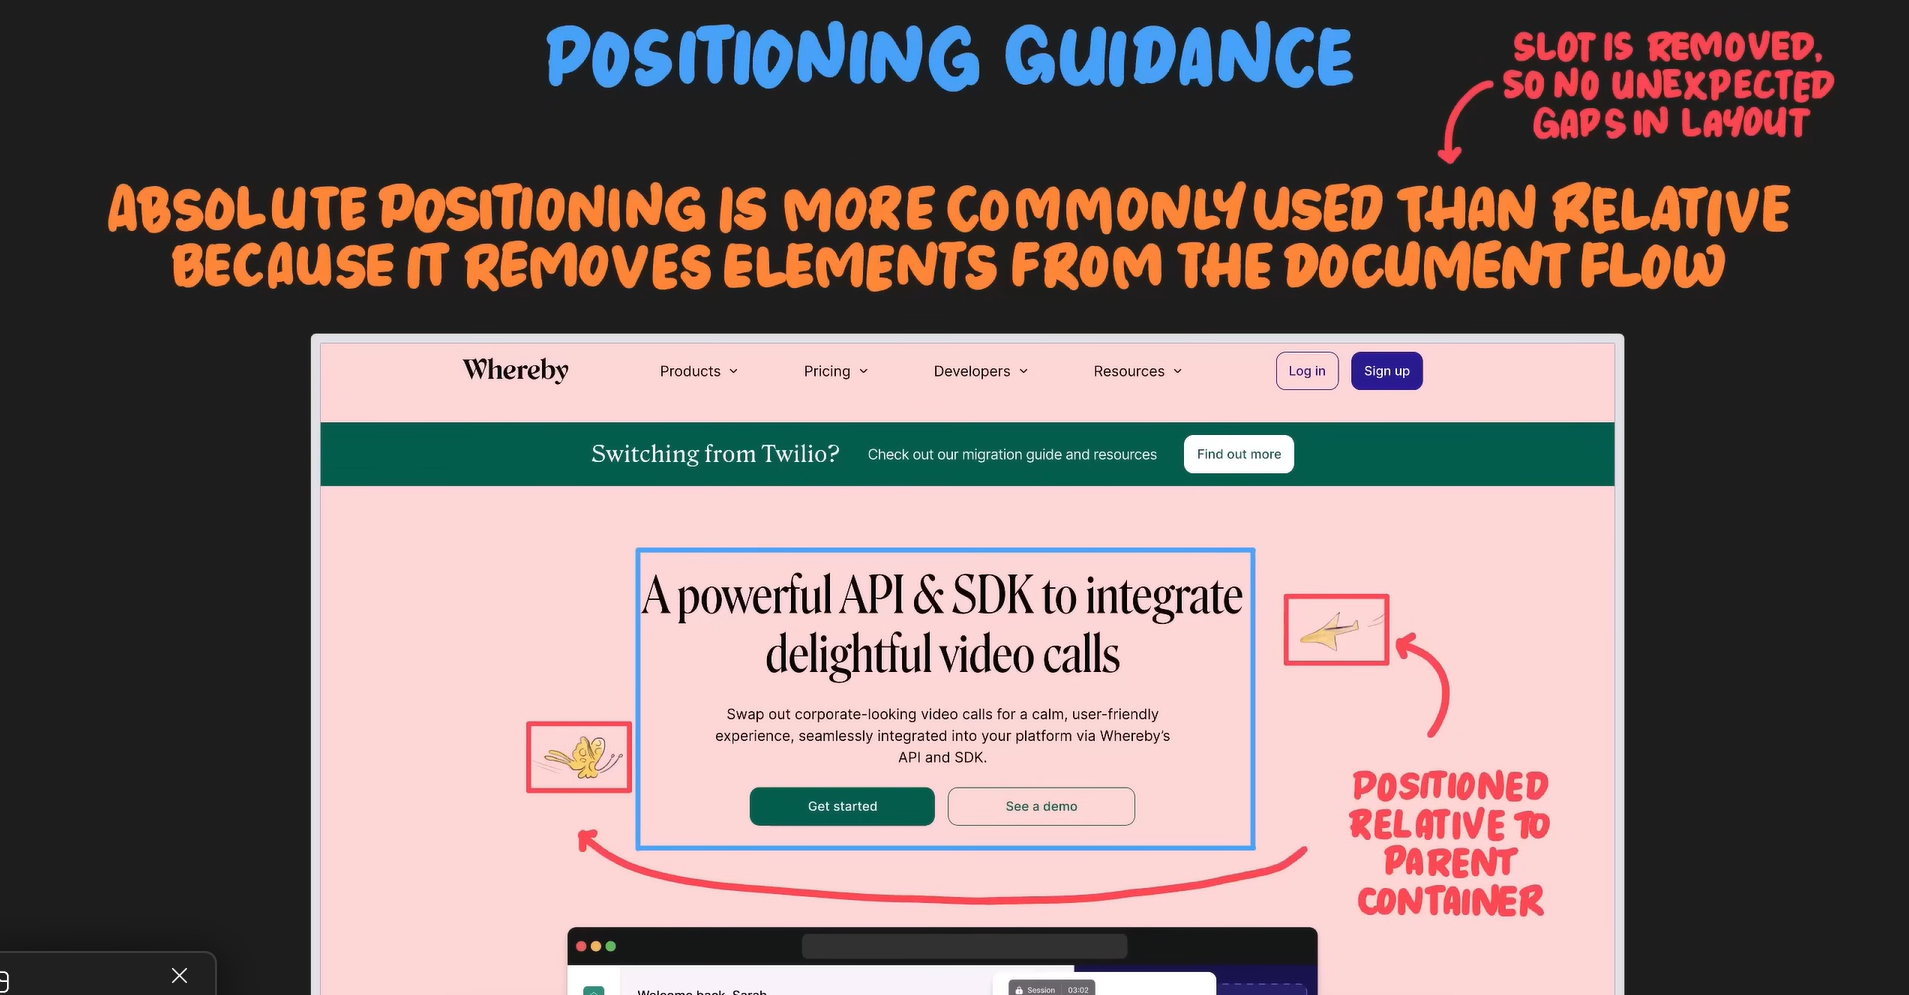 POSITIONING GUIDANCE
SLOT IS REMOVED,
SO NO UNEXPECTED
GAPS IN LAYOUT
ABSOLUTE POSITIONING IS MORE COMMONLY USED THAN RELATIVE
BECAUSE IT REMOVES ELEMENTS FROM THE DOCUMENT FLOW
Whereby Products Pricing Developers Resources Log in Sign up
Switching from Twilio? Check out our migration guide and resources Find out more
A powerful API & SDK to integrate
delightful video calls
Swap out corporate-looking video calls for a calm, user-friendly
experience, seamlessly integrated into your platform via Whereby's
API and SDK.
Get started See a demo
POSITIONED
RELATIVE TO
PARENT
CONTAINER
Session 03:02
Welcome back, Sarah